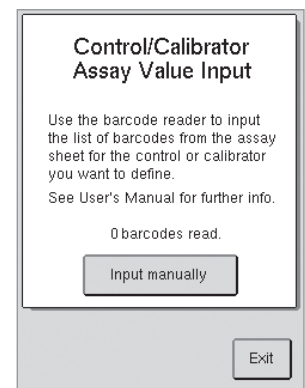 Control/Calibrator
Assay Value Input
Use the barcode reader to input
the list of barcodes from the assay
sheet for the control or calibrator
you want to define.
See User's Manual for further info.
0 barcodes read.
Input manually
Exit